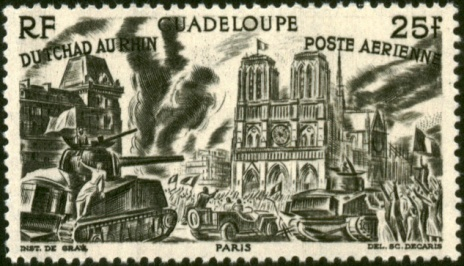 RF GUADELOUPE 25F
DU TCHAD AU RHIN POSTE AERIENNE
INST. DE GRAV. PARIS DEL. SC. DECARIS